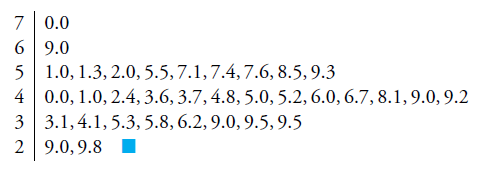 7 | 0.0
6 | 9.0
5 | 1.0, 1.3, 2.0, 5.5, 7.1, 7.4, 7.6, 8.5, 9.3
4 | 0.0, 1.0, 2.4, 3.6, 3.7, 4.8, 5.0, 5.2, 6.0, 6.7, 8.1, 9.0, 9.2
3 | 3.1, 4.1, 5.3, 5.8, 6.2, 9.0, 9.5, 9.5
2 | 9.0, 9.8